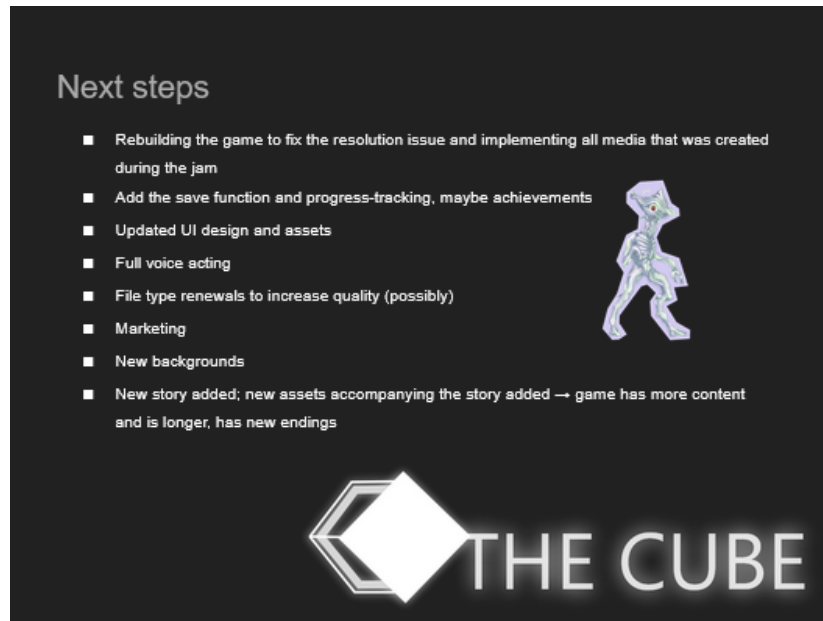 Next steps
■ Rebuilding the game to fix the resolution issue and implementing all media that was created
during the jam
■ Add the save function and progress-tracking, maybe achievements
■ Updated UI design and assets
■ Full voice acting
■ File type renewals to increase quality (possibly)
■ Marketing
■ New backgrounds
■ New story added; new assets accompanying the story added → game has more content
and is longer, has new endings
THE CUBE